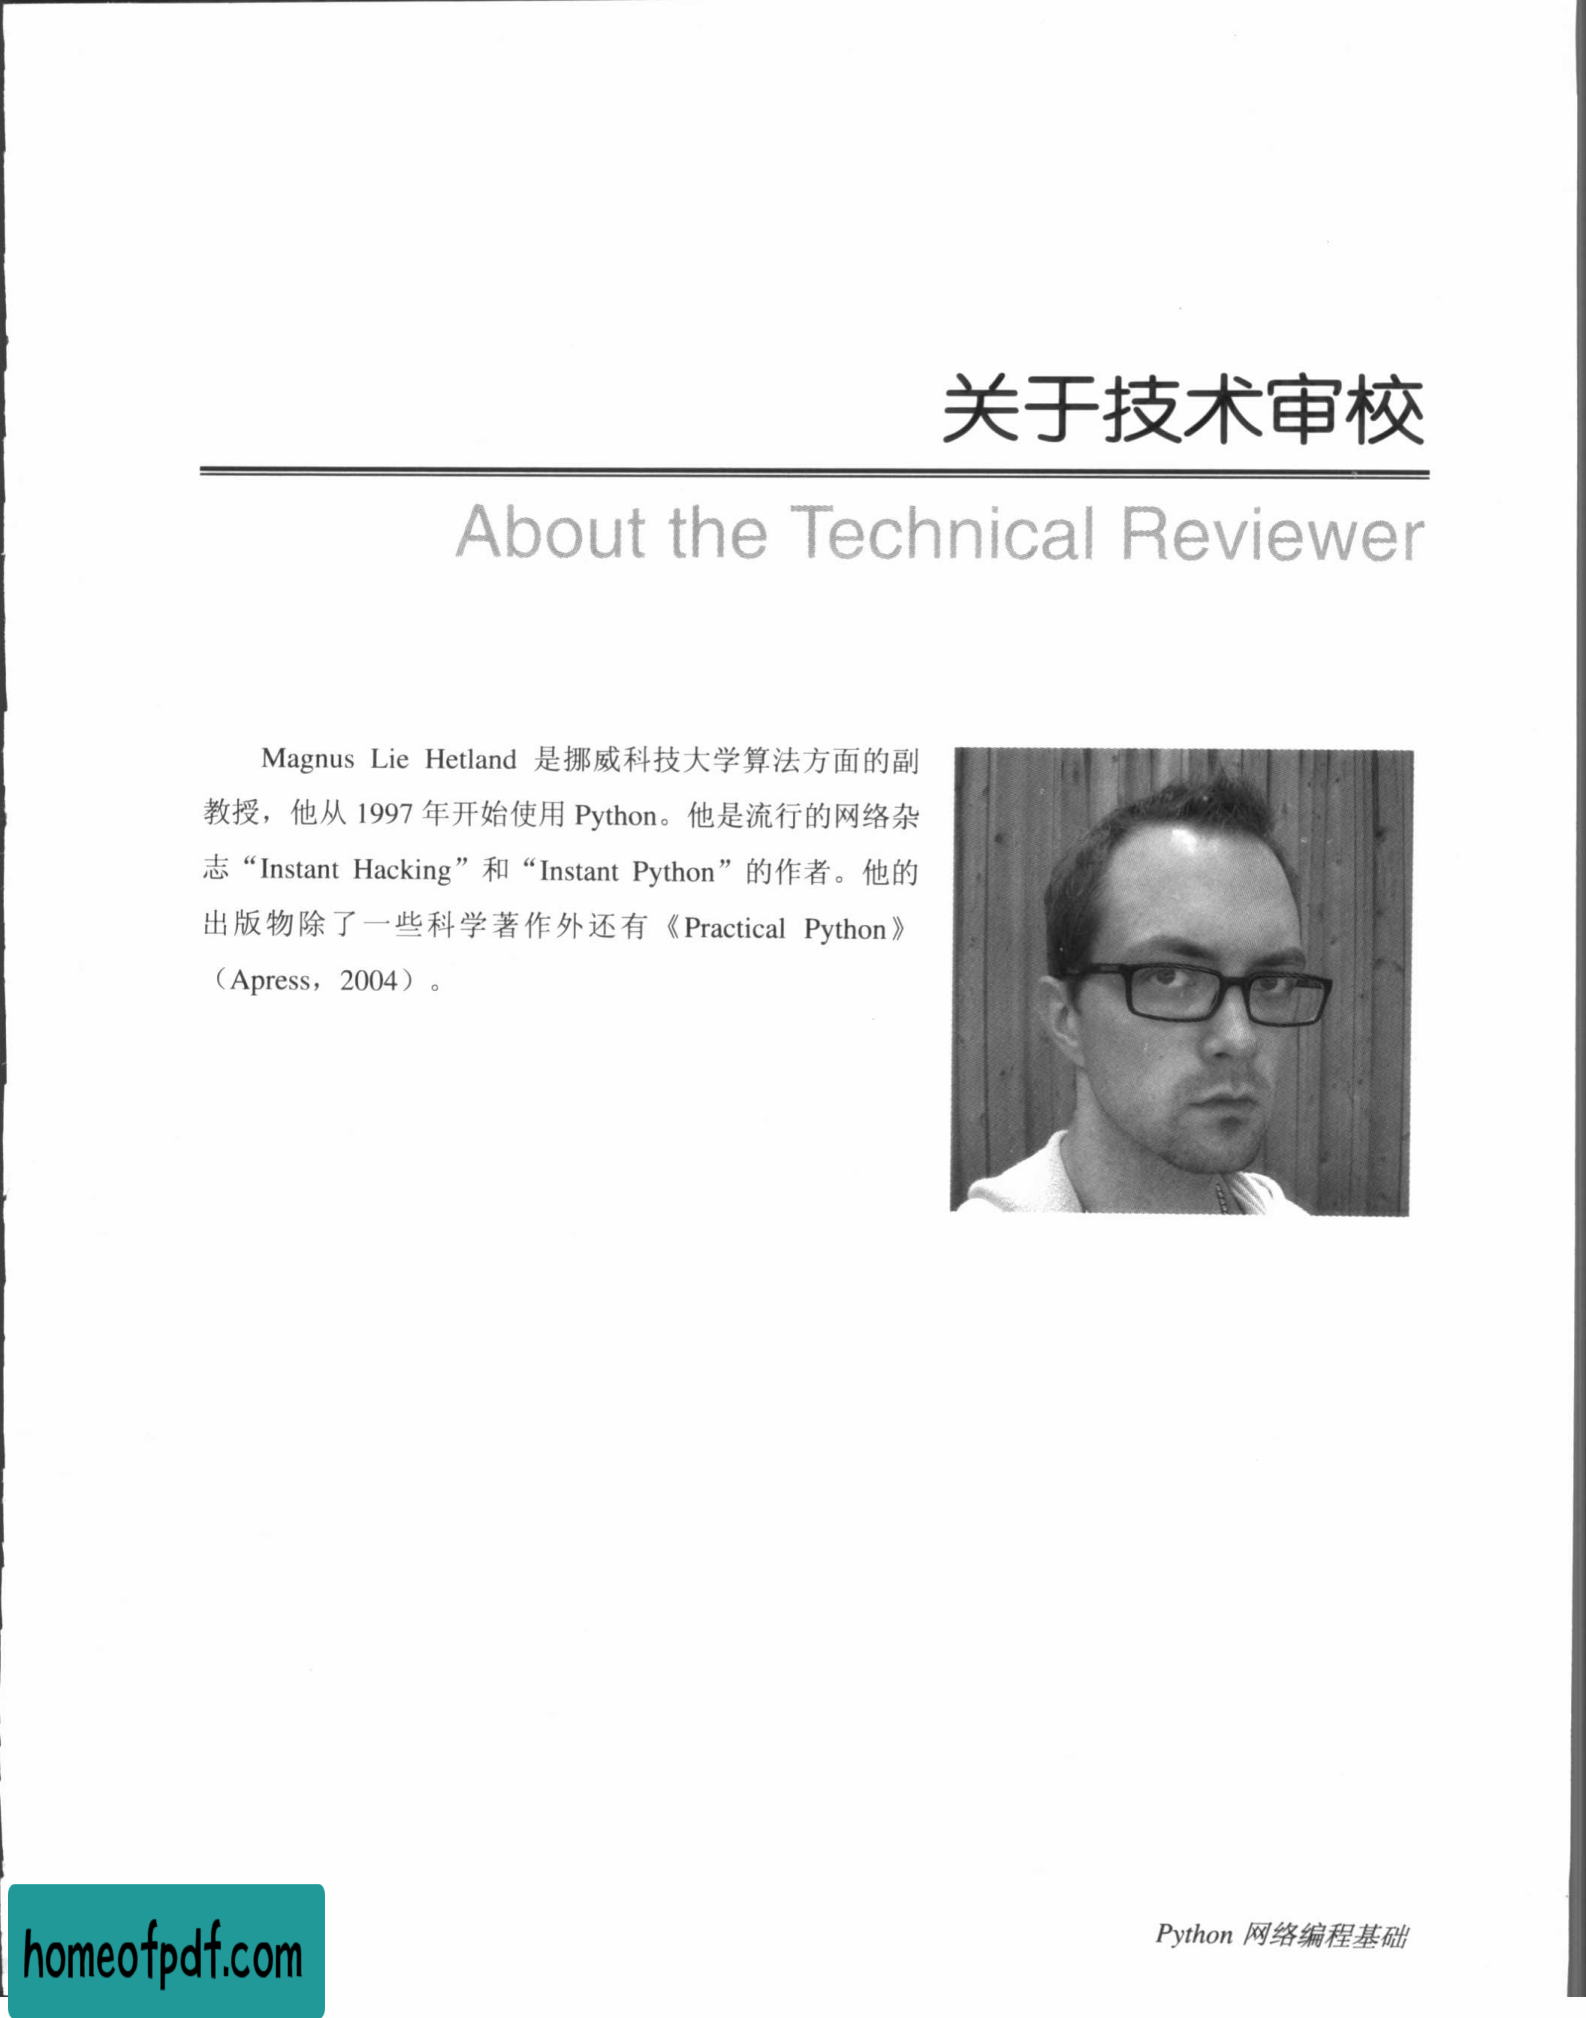 关于技术审校
About the Technical Reviewer
Magnus Lie Hetland 是挪威科技大学算法方面的副
教授，他从 1997 年开始使用 Python。他是流行的网络杂
志“Instant Hacking”和“Instant Python”的作者。他的
出版物除了一些科学著作外还有《Practical Python》
（Apress，2004）。
Python 网络编程基础
homeofpdf.com